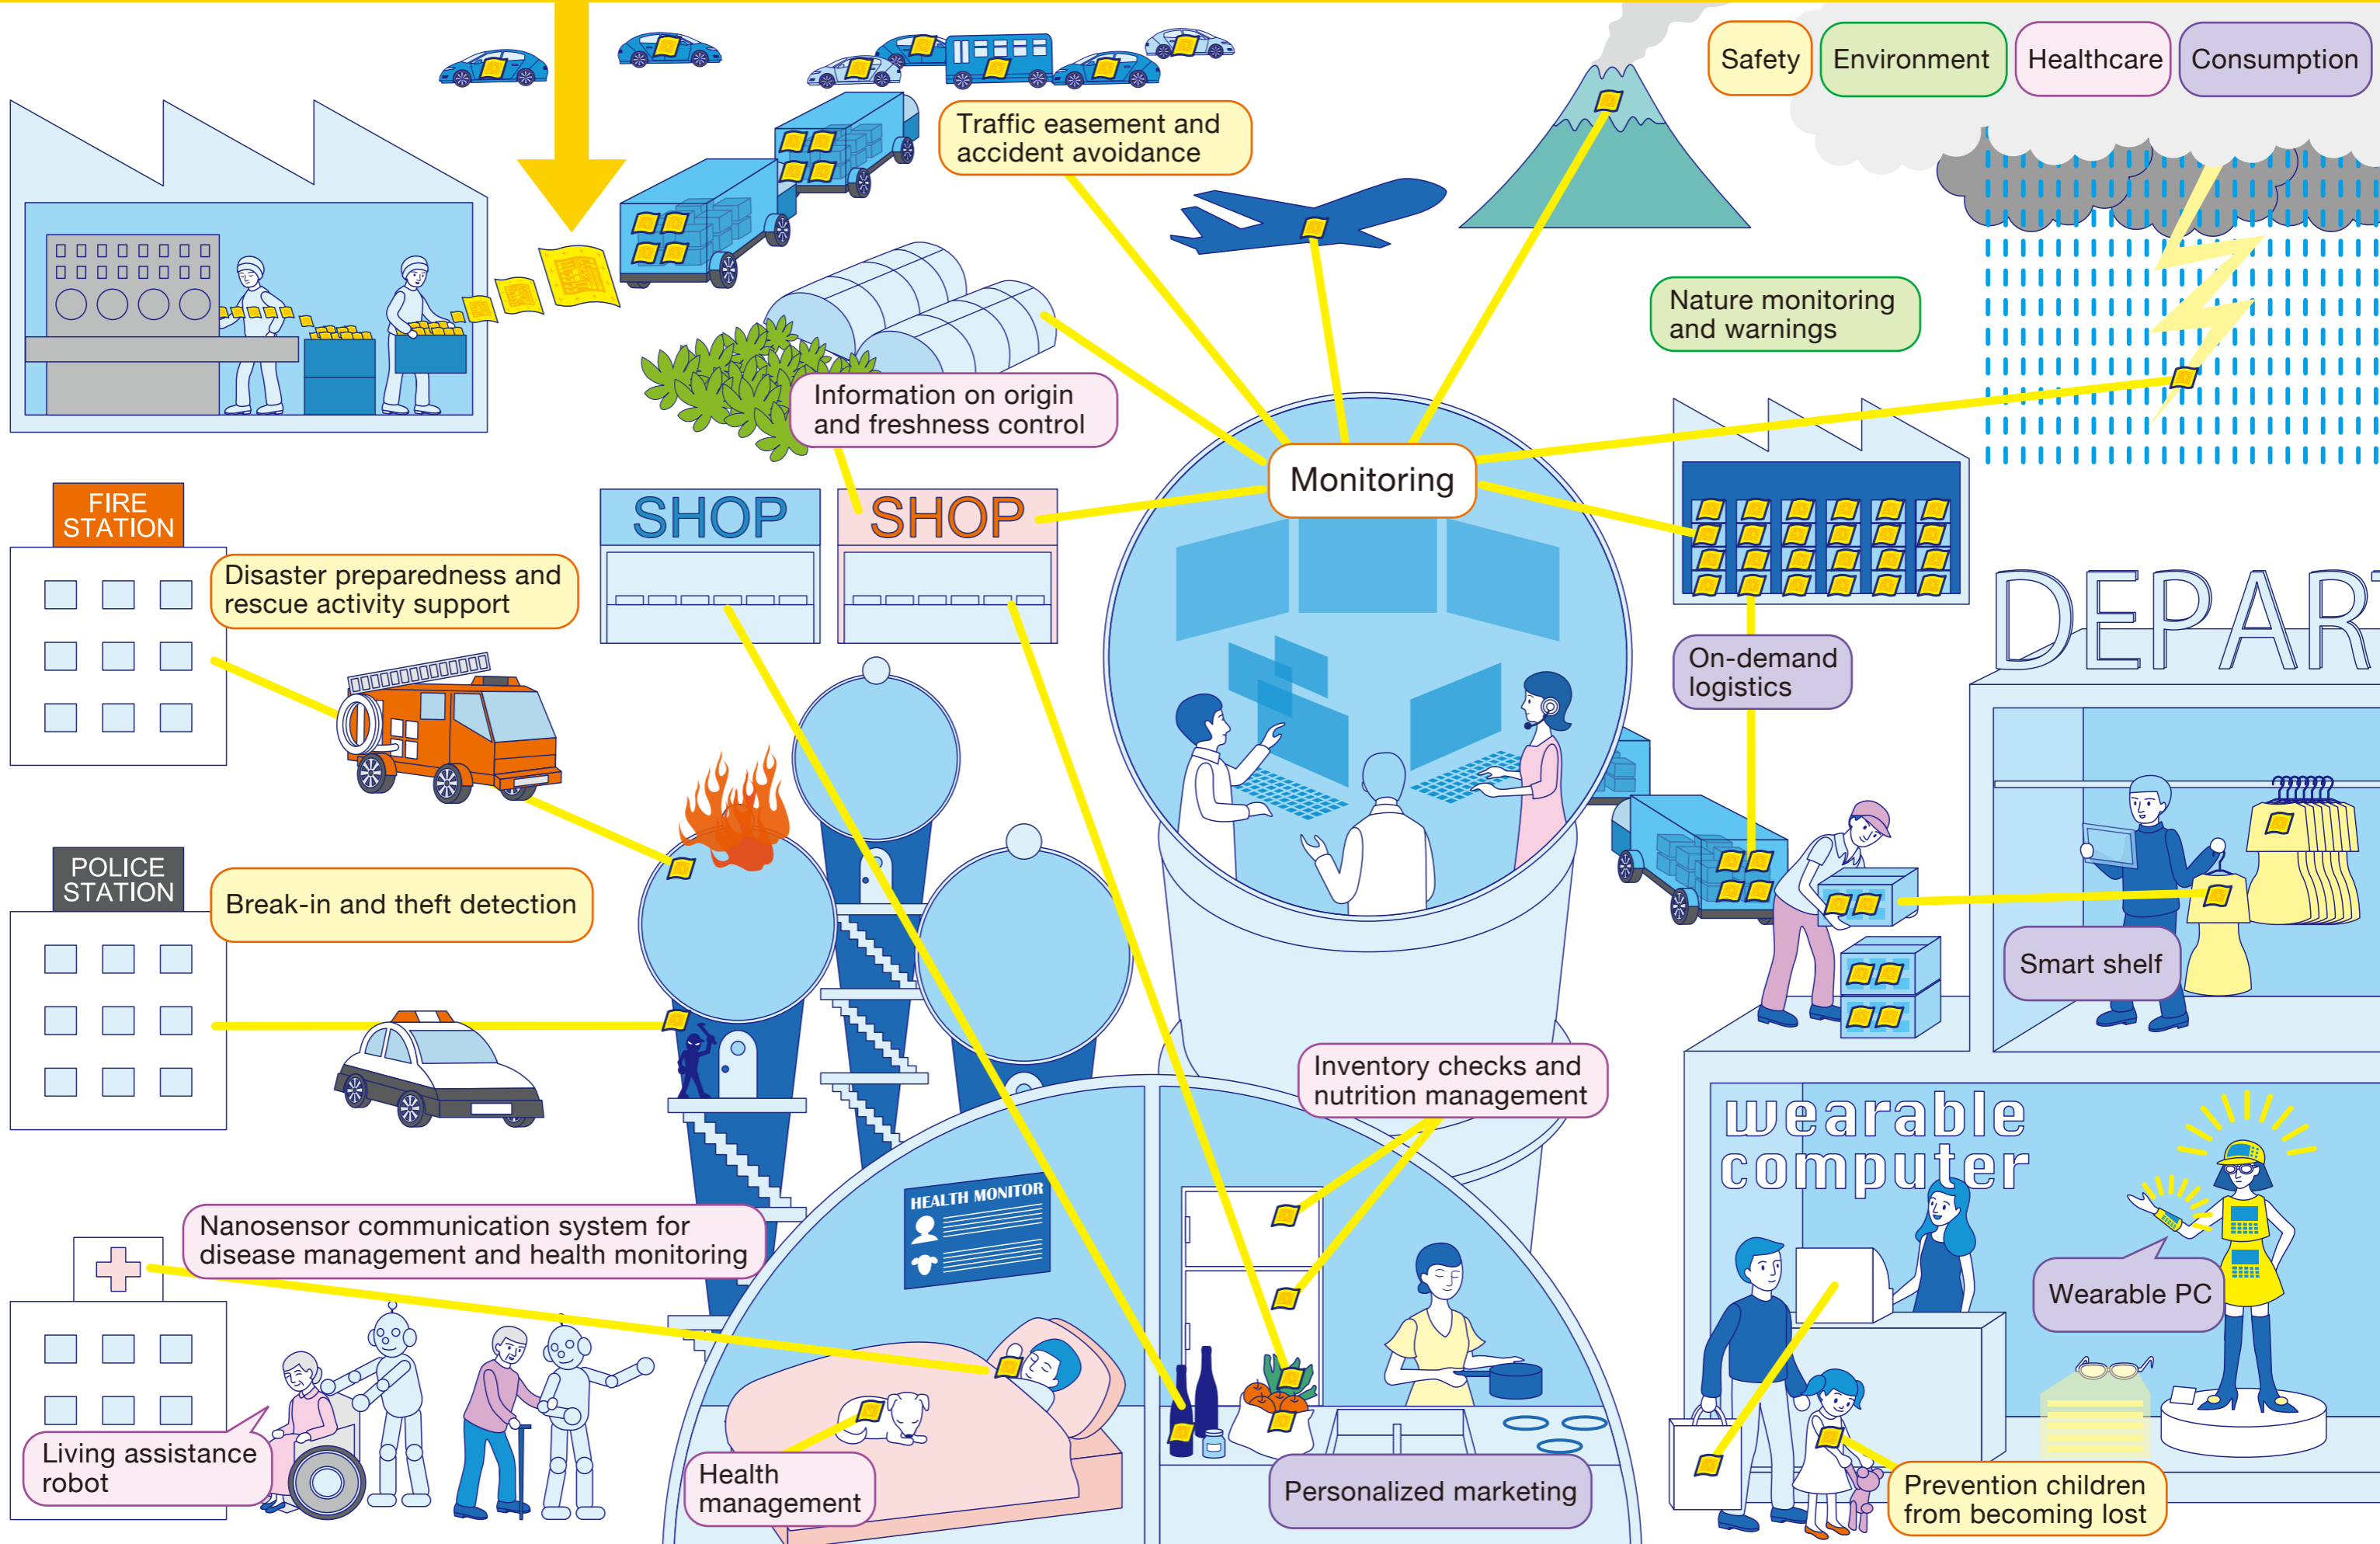 Safety
Environment
Healthcare
Consumption
Traffic easement and
accident avoidance
Nature monitoring
and warnings
Information on origin
and freshness control
Monitoring
FIRE
STATION
SHOP
SHOP
Disaster preparedness and
rescue activity support
On-demand
logistics
DEPART
POLICE
STATION
Break-in and theft detection
Smart shelf
Inventory checks and
nutrition management
wearable
computer
HEALTH MONITOR
Nanosensor communication system for
disease management and health monitoring
Wearable PC
Living assistance
robot
Health
management
Personalized marketing
Prevention children
from becoming lost